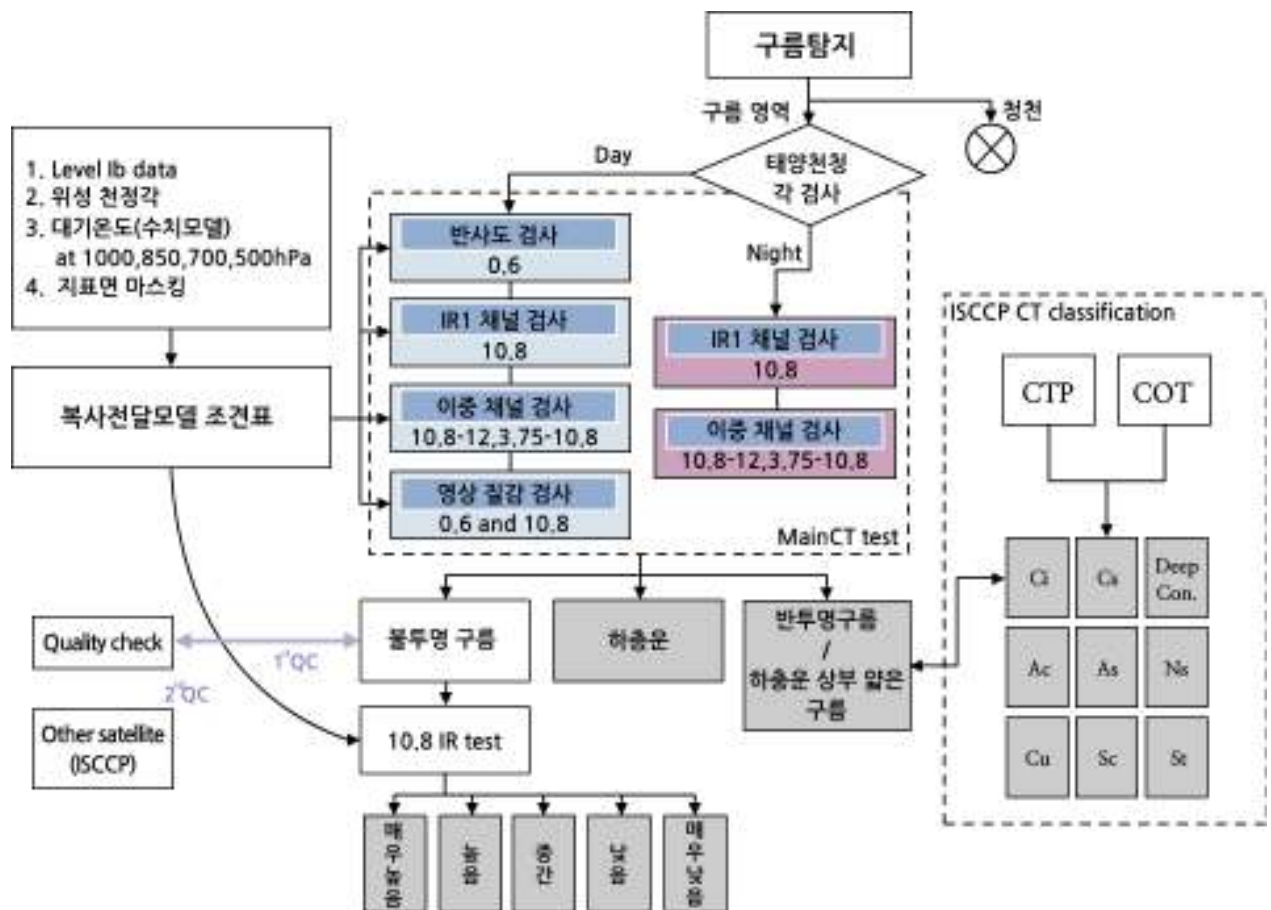 구름탐지
구름 영역
청천
태양천청
각 검사
Day
Night
1. Level lb data
2. 위성 천정각
3. 대기온도(수치모델)
at 1000,850,700,500hPa
4. 지표면 마스킹
복사전달모델 조견표
반사도 검사
0.6
IR1 채널 검사
10.8
이중 채널 검사
10.8-12,3.75-10.8
영상 질감 검사
0.6 and 10.8
IR1 채널 검사
10.8
이중 채널 검사
10.8-12,3.75-10.8
MainCT test
ISCCP CT classification
CTP
COT
Ci
Cs
Deep
Con.
Ac
As
Ns
Cu
Sc
St
Quality check
1°QC
2°QC
Other satellite
(ISCCP)
불투명 구름
하층운
반투명구름
/
하층운 상부 얇은
구름
10.8 IR test
매우높음
높음
중간
낮음
매우낮음